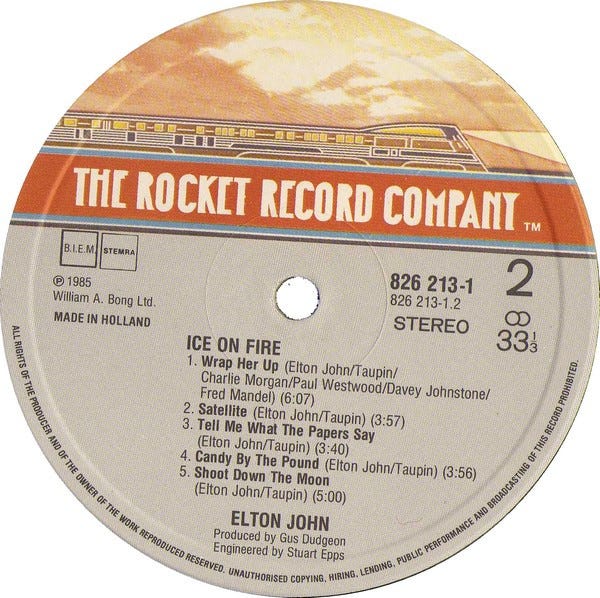 THE ROCKET RECORD COMPANY ™
B.I.E.M. STEMRA
℗ 1985
William A. Bong Ltd.
MADE IN HOLLAND
826 213-1
826 213-1.2
STEREO
2
33⅓
ICE ON FIRE
1. Wrap Her Up (Elton John/Taupin/
Charlie Morgan/Paul Westwood/Davey Johnstone/
Fred Mandel) (6:07)
2. Satellite (Elton John/Taupin) (3:57)
3. Tell Me What The Papers Say
(Elton John/Taupin) (3:40)
4. Candy By The Pound (Elton John/Taupin) (3:56)
5. Shoot Down The Moon
(Elton John/Taupin) (5:00)
ELTON JOHN
Produced by Gus Dudgeon
Engineered by Stuart Epps
ALL RIGHTS OF THE PRODUCER AND OF THE OWNER OF THE WORK REPRODUCED RESERVED. UNAUTHORISED COPYING, HIRING, LENDING, PUBLIC PERFORMANCE AND BROADCASTING OF THIS RECORD PROHIBITED.